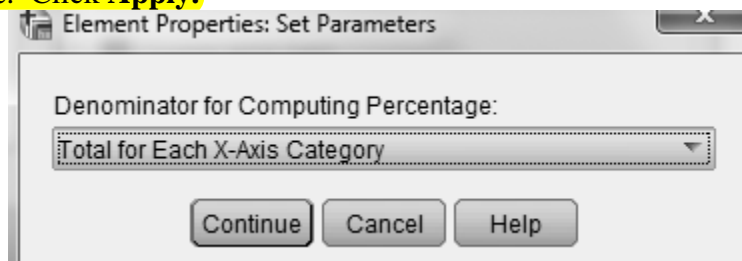 Click Apply.
Element Properties: Set Parameters
Denominator for Computing Percentage:
Total for Each X-Axis Category
Continue Cancel Help